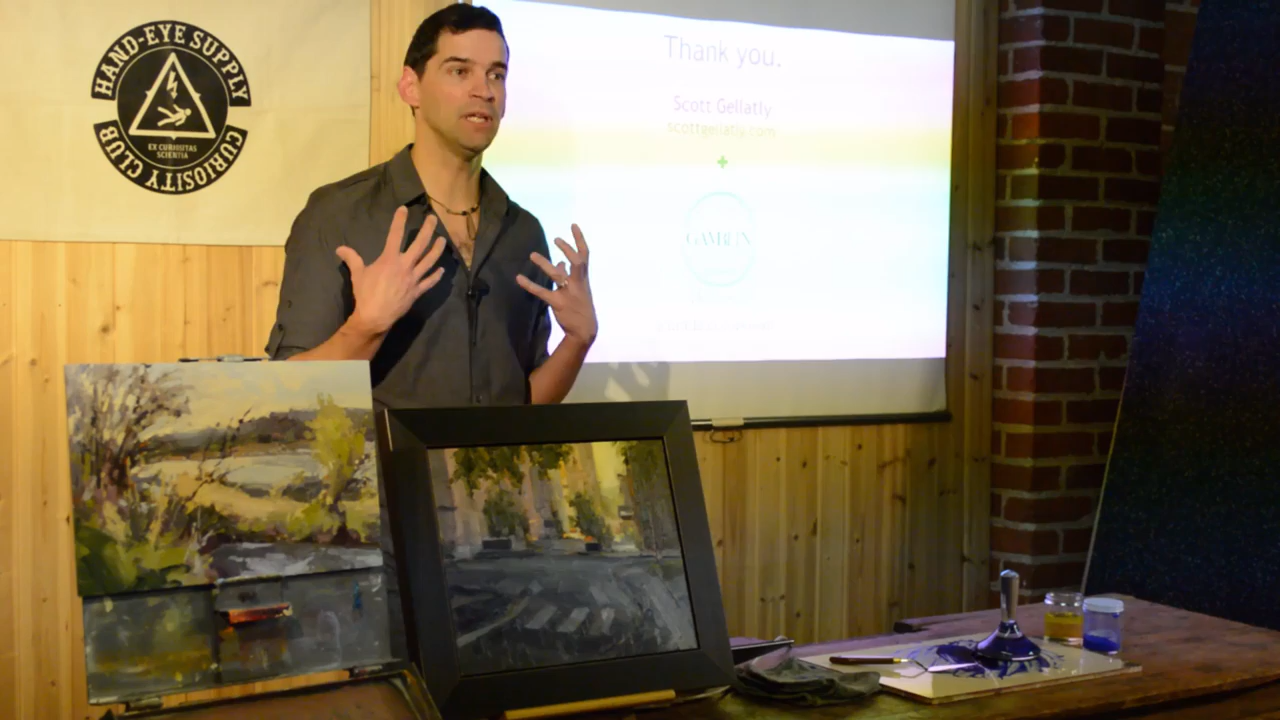 HAND-EYE SUPPLY
EX CURIOSITAS
SCIENTIA
CURIOSITY CLUB
Thank you.
Scott Gellatly
scottgellatly.com
+
GAMBLIN